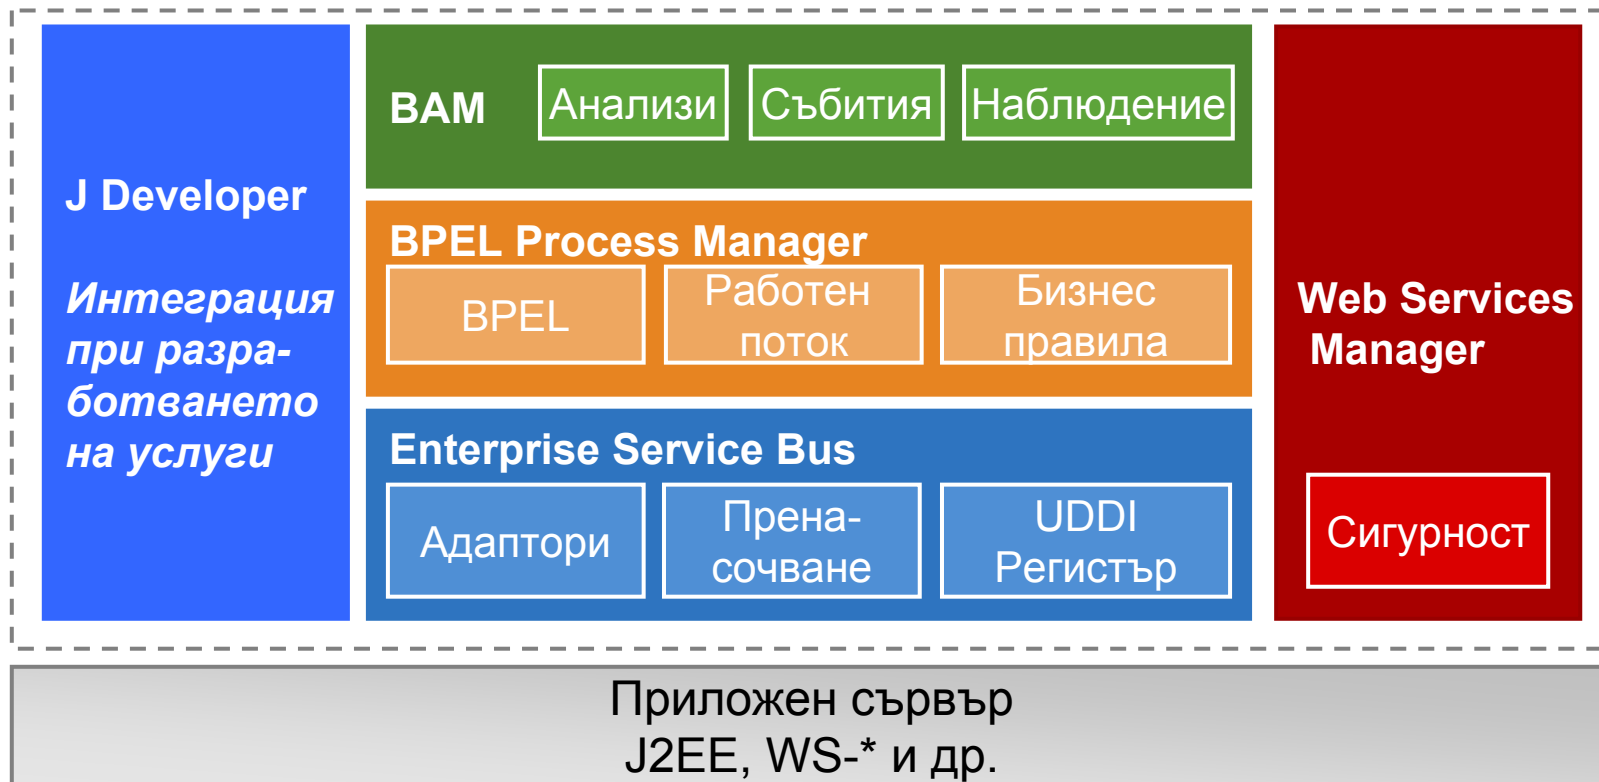 J Developer
Интеграция
при разра-
ботването
на услуги
BAM
Анализи
Събития
Наблюдение
BPEL Process Manager
BPEL
Работен
поток
Бизнес
правила
Enterprise Service Bus
Адаптори
Прена-
сочване
UDDI
Регистър
Web Services
Manager
Сигурност
Приложен сървър
J2EE, WS-* и др.